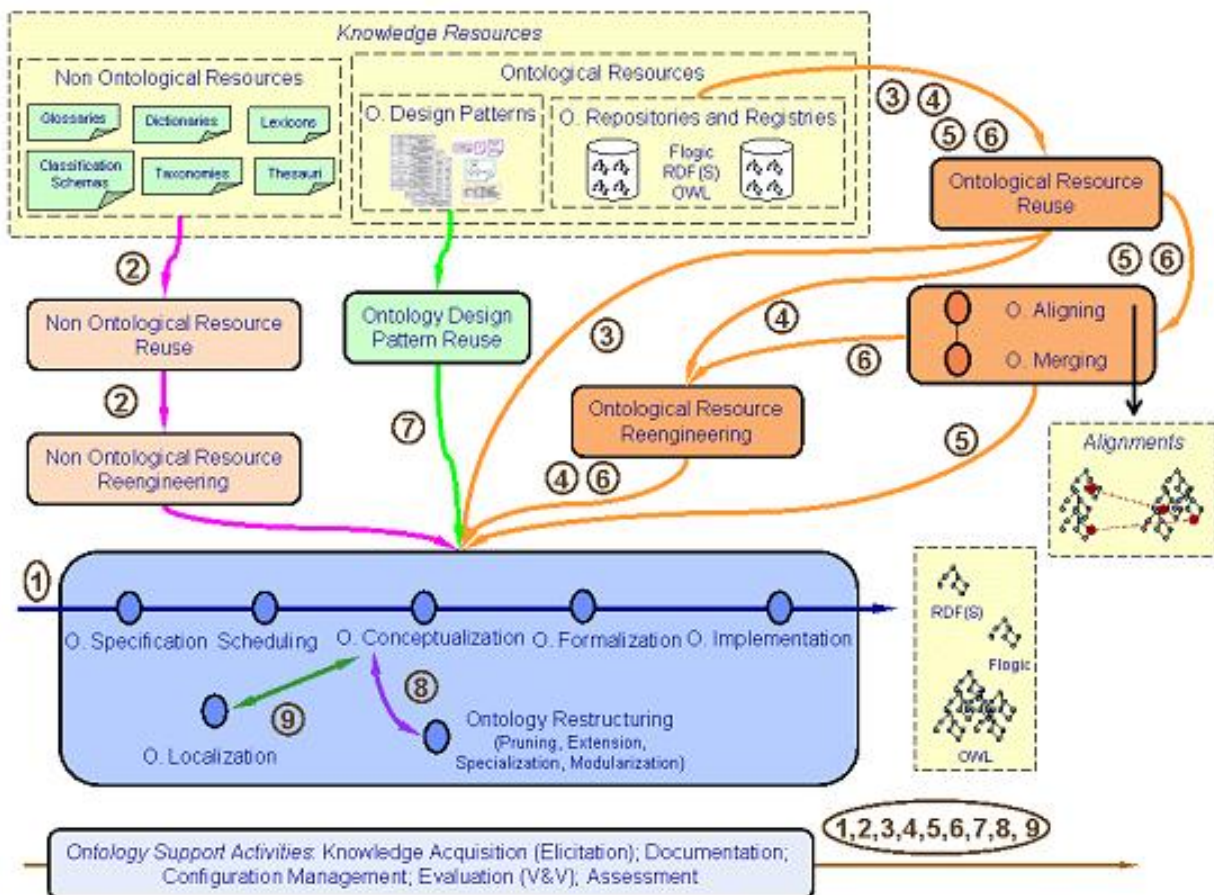 Knowledge Resources
Non Ontological Resources
Glossaries
Dictionaries
Lexicons
Classification
Schemas
Taxonomies
Thesauri
Ontological Resources
O. Design Patterns
O. Repositories and Registries
Flogic
RDF(S)
OWL
3 4
5 6
Ontological Resource
Reuse
2
5 6
Non Ontological Resource
Reuse
Ontology Design
Pattern Reuse
3
4
O. Aligning
O. Merging
6
2
7
Ontological Resource
Reengineering
5
Non Ontological Resource
Reengineering
4 6
Alignments
1
O. Specification
Scheduling
O. Conceptualization
O. Formalization
O. Implementation
RDF(S)
Flogic
OWL
9
8
O. Localization
Ontology Restructuring
(Pruning, Extension,
Specialization, Modularization)
1,2,3,4,5,6,7,8, 9
Ontology Support Activities: Knowledge Acquisition (Elicitation); Documentation;
Configuration Management; Evaluation (V&V); Assessment